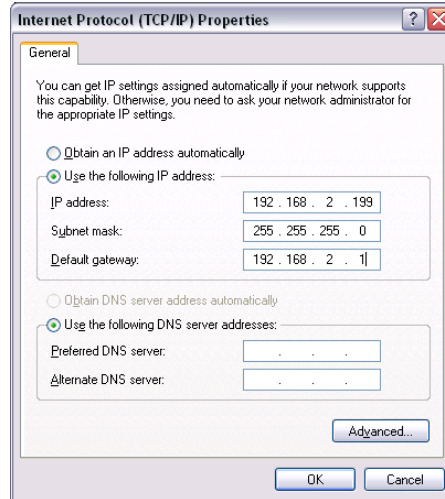 Internet Protocol (TCP/IP) Properties
General
You can get IP settings assigned automatically if your network supports
this capability. Otherwise, you need to ask your network administrator for
the appropriate IP settings.
Obtain an IP address automatically
Use the following IP address:
IP address: 192 . 168 . 2 . 199
Subnet mask: 255 . 255 . 255 . 0
Default gateway: 192 . 168 . 2 . 1
Obtain DNS server address automatically
Use the following DNS server addresses:
Preferred DNS server: . . .
Alternate DNS server: . . .
Advanced...
OK Cancel